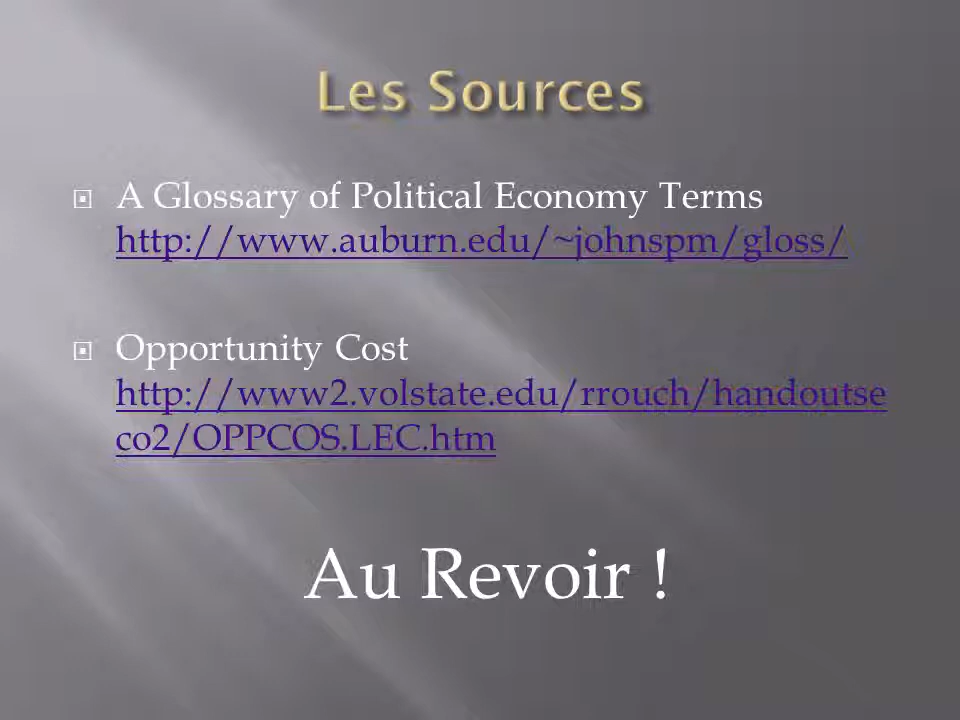 Les Sources
A Glossary of Political Economy Terms
http://www.auburn.edu/~johnspm/gloss/
Opportunity Cost
http://www2.volstate.edu/rrouch/handoutse
co2/OPPCOS.LEC.htm
Au Revoir !